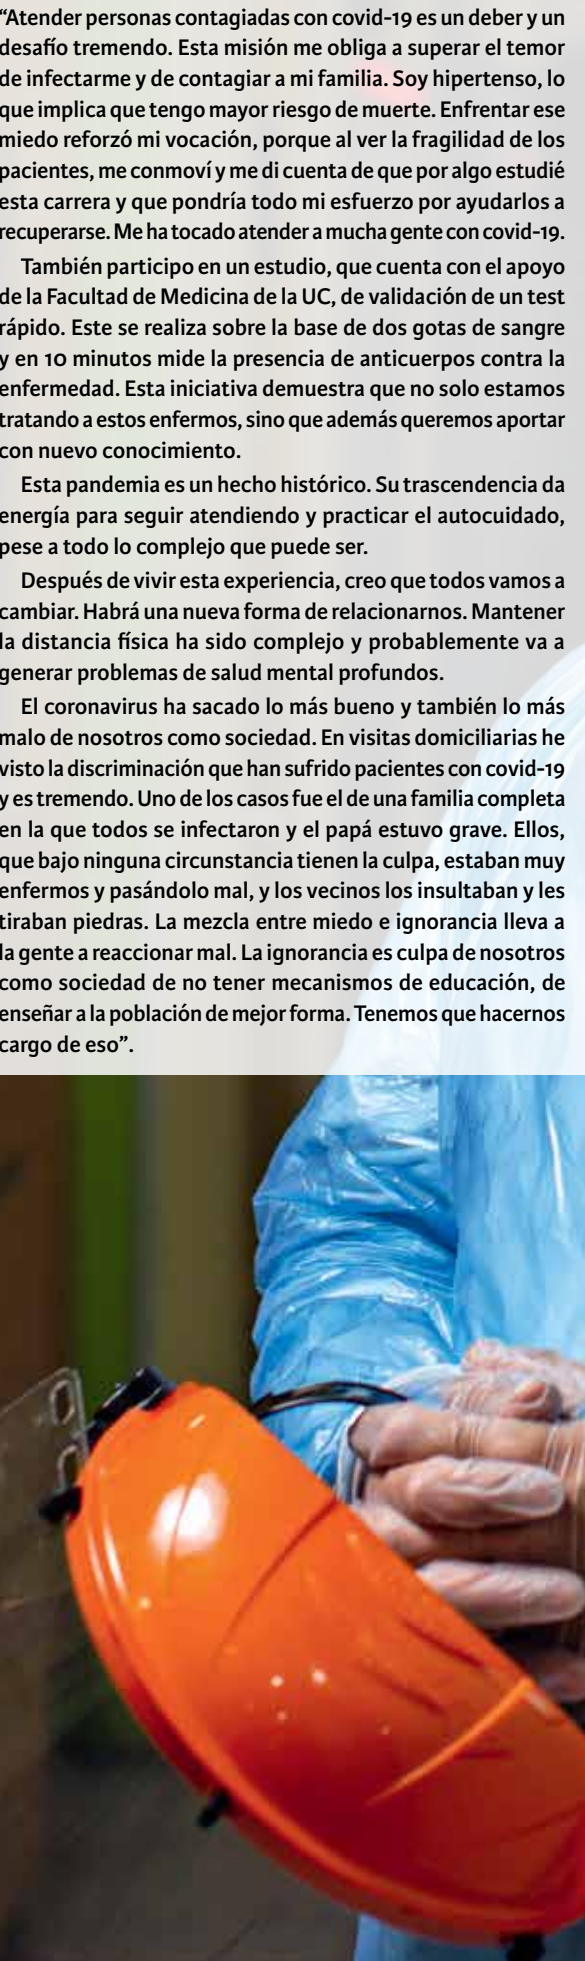 “Atender personas contagiadas con covid-19 es un deber y un
desafío tremendo. Esta misión me obliga a superar el temor
de infectarme y de contagiar a mi familia. Soy hipertenso, lo
que implica que tengo mayor riesgo de muerte. Enfrentar ese
miedo reforzó mi vocación, porque al ver la fragilidad de los
pacientes, me conmoví y me di cuenta de que por algo estudié
esta carrera y que pondría todo mi esfuerzo por ayudarlos a
recuperarse. Me ha tocado atender a mucha gente con covid-19.
También participo en un estudio, que cuenta con el apoyo
de la Facultad de Medicina de la UC, de validación de un test
rápido. Este se realiza sobre la base de dos gotas de sangre
y en 10 minutos mide la presencia de anticuerpos contra la
enfermedad. Esta iniciativa demuestra que no solo estamos
tratando a estos enfermos, sino que además queremos aportar
con nuevo conocimiento.
Esta pandemia es un hecho histórico. Su trascendencia da
energía para seguir atendiendo y practicar el autocuidado,
pese a todo lo complejo que puede ser.
Después de vivir esta experiencia, creo que todos vamos a
cambiar. Habrá una nueva forma de relacionarnos. Mantener
la distancia física ha sido complejo y probablemente va a
generar problemas de salud mental profundos.
El coronavirus ha sacado lo más bueno y también lo más
malo de nosotros como sociedad. En visitas domiciliarias he
visto la discriminación que han sufrido pacientes con covid-19
y es tremendo. Uno de los casos fue el de una familia completa
en la que todos se infectaron y el papá estuvo grave. Ellos,
que bajo ninguna circunstancia tienen la culpa, estaban muy
enfermos y pasándolo mal, y los vecinos los insultaban y les
tiraban piedras. La mezcla entre miedo e ignorancia lleva a
la gente a reaccionar mal. La ignorancia es culpa de nosotros
como sociedad de no tener mecanismos de educación, de
enseñar a la población de mejor forma. Tenemos que hacernos
cargo de eso”.